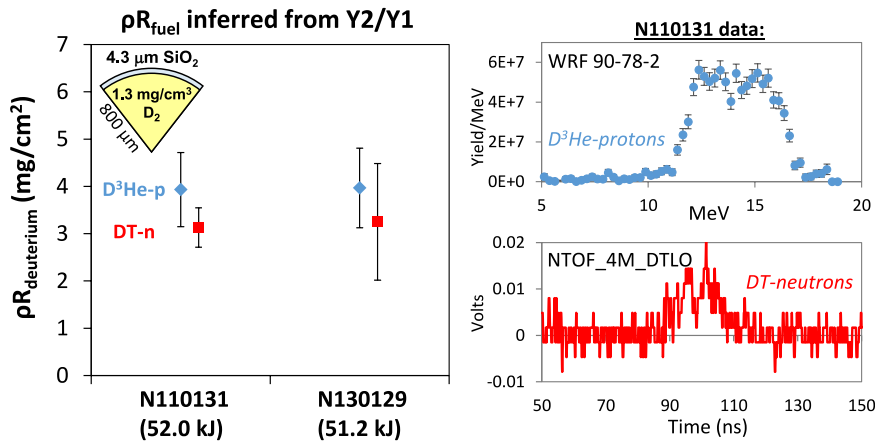 ρR_fuel inferred from Y2/Y1
ρR_deuterium (mg/cm²)
7
6
5
4
3
2
1
0
4.3 μm SiO₂
1.3 mg/cm³
D₂
800 μm
D³He-p
DT-n
N110131
(52.0 kJ)
N130129
(51.2 kJ)
N110131 data:
WRF 90-78-2
D³He-protons
Yield/MeV
6E+7
4E+7
2E+7
0E+0
5
10
15
20
MeV
NTOF_4M_DTLO
DT-neutrons
Volts
0.02
0.01
0
-0.01
50
70
90
110
130
150
Time (ns)